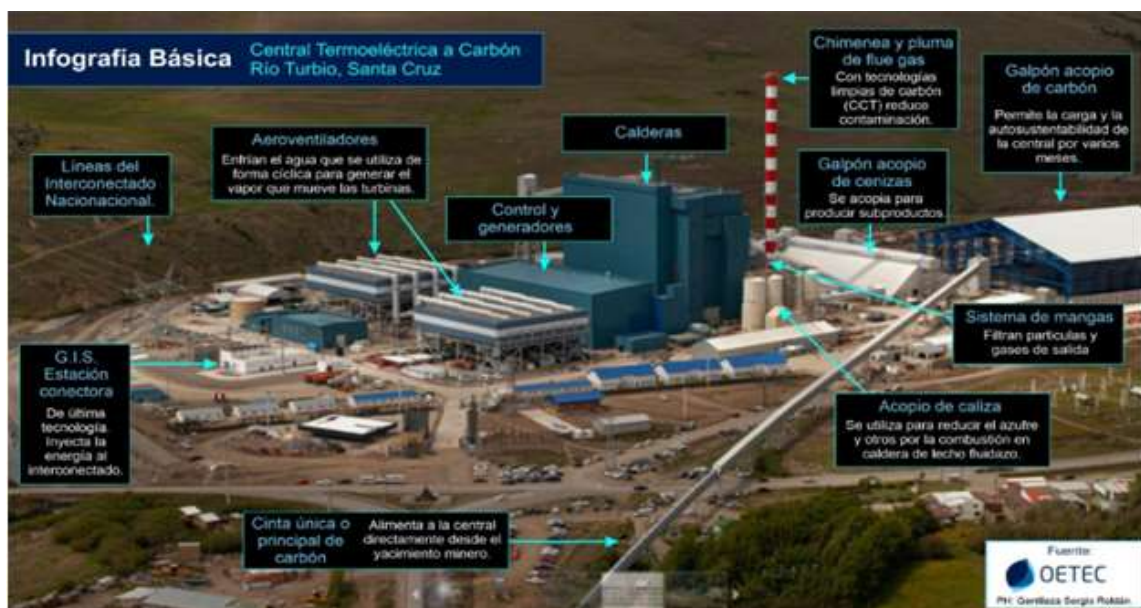 Infografía Básica
Central Termoeléctrica a Carbón
Río Turbio, Santa Cruz
Chimenea y pluma
de flue gas
Con tecnologías
limpias de carbón
(CCT) reduce
contaminación.
Galpón acopio
de carbón
Permite la carga y la
autosustentabilidad de
la central por varios
meses.
Aeroventiladores
Enfrían el agua que se utiliza de
forma cíclica para generar el
vapor que mueve las turbinas.
Calderas
Líneas del
Interconectado
Nacionacional.
Galpón acopio
de cenizas
Se acopia para
producir subproductos.
Control y
generadores
Sistema de mangas
Filtran partículas y
gases de salida
G.I.S.
Estación
conectora
De última
tecnología.
Inyecta la
energía al
interconectado.
Acopio de caliza
Se utiliza para reducir el azufre
y otros por la combustión en
caldera de lecho fluidazo.
Cinta única o
principal de
carbón
Alimenta a la central
directamente desde el
yacimiento minero.
Fuente:
OETEC
PH: Gentileza Sergio Roldán